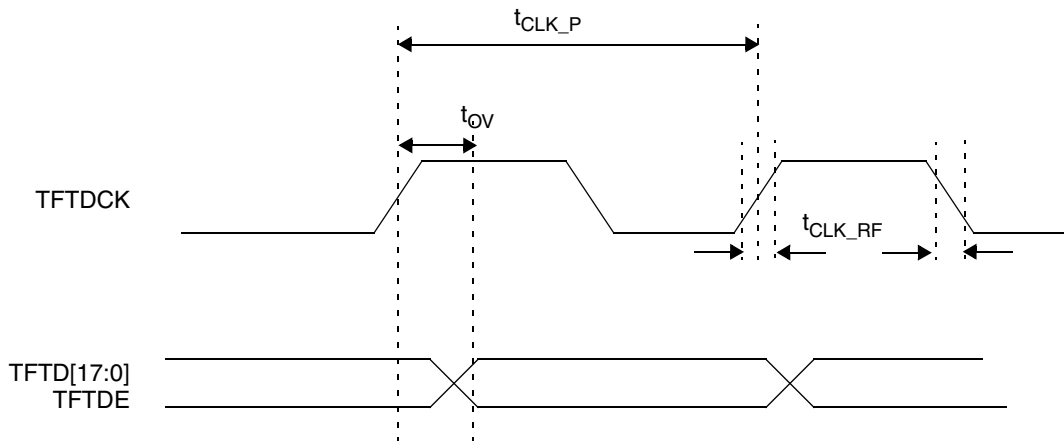 tCLK_P
tOV
TFTDCK
tCLK_RF
TFTD[17:0]
TFTDE